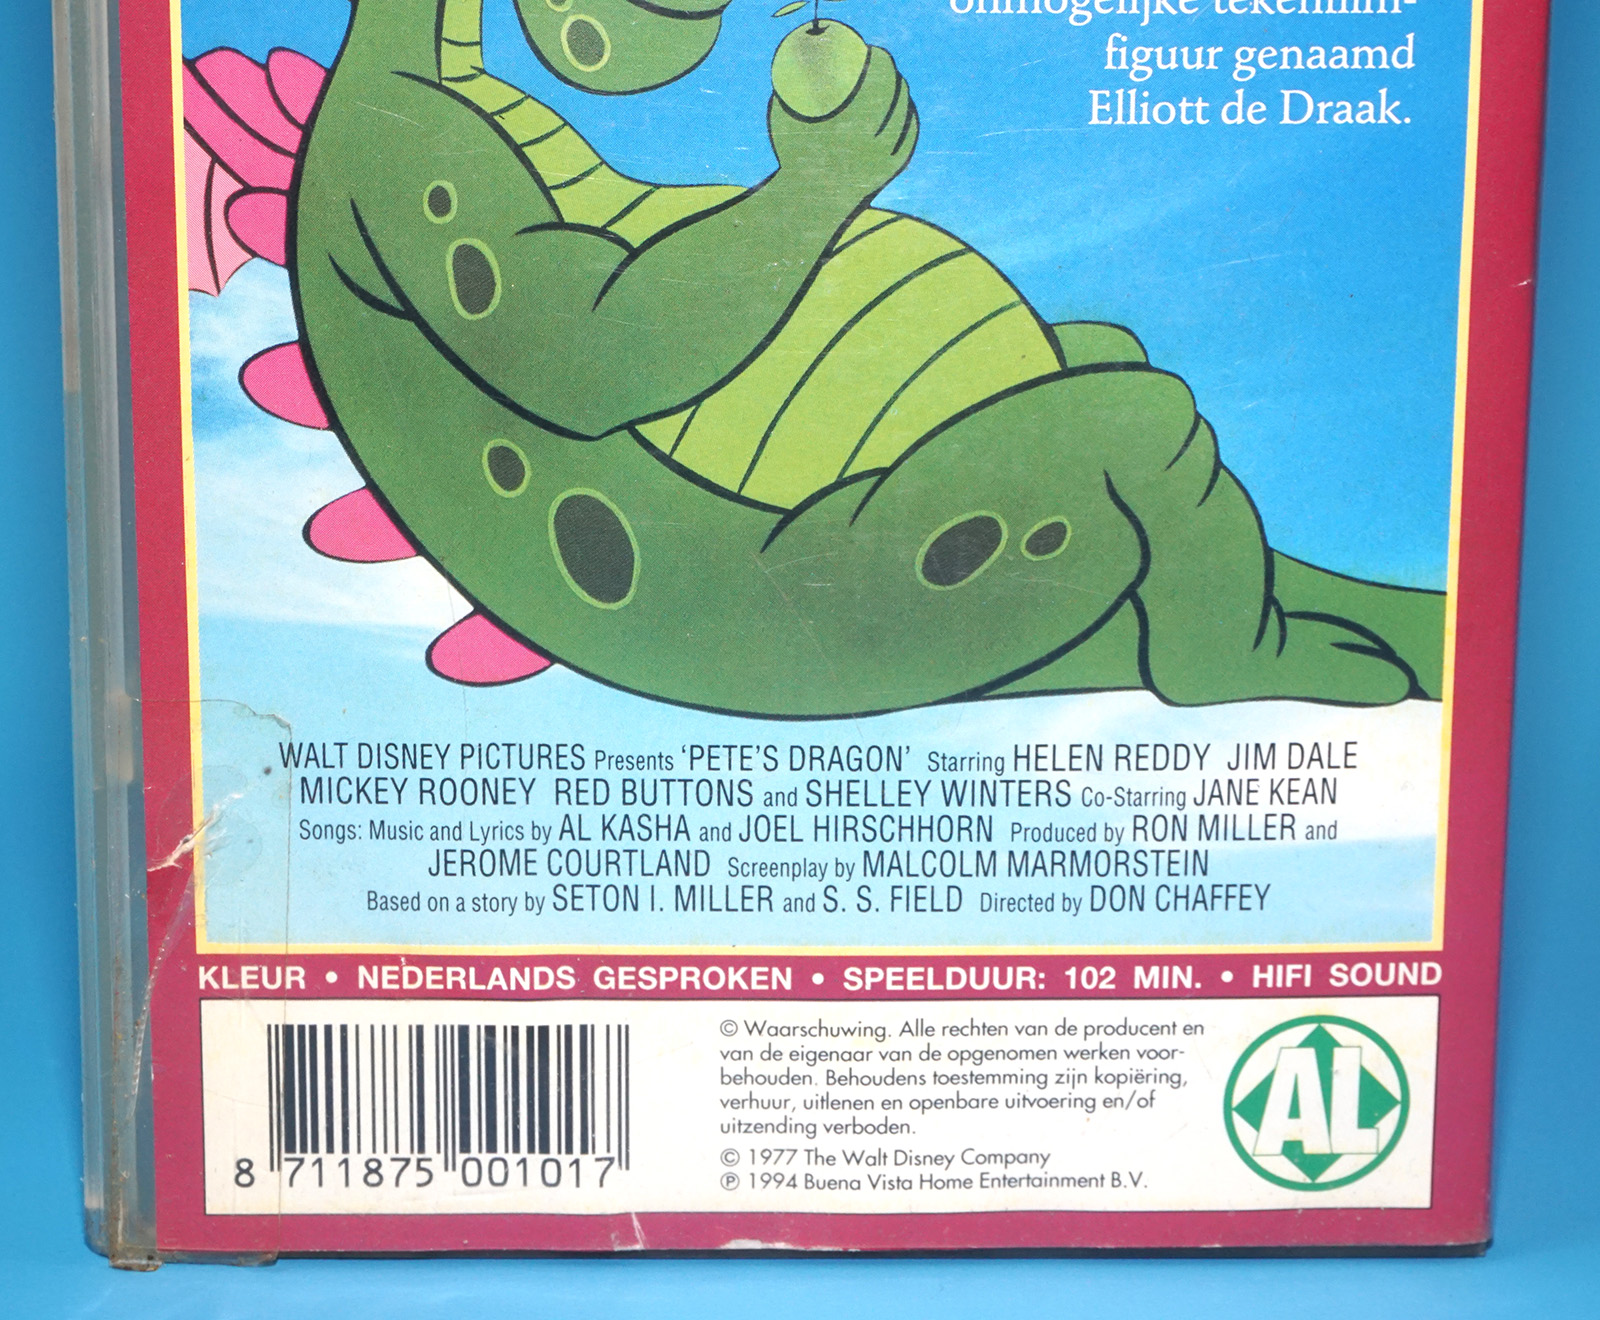 onmogelijke tekenfilm-
figuur genaamd
Elliott de Draak.
WALT DISNEY PICTURES Presents ‘PETE’S DRAGON’ Starring HELEN REDDY JIM DALE
MICKEY ROONEY RED BUTTONS and SHELLEY WINTERS Co-Starring JANE KEAN
Songs: Music and Lyrics by AL KASHA and JOEL HIRSCHHORN Produced by RON MILLER and
JEROME COURTLAND Screenplay by MALCOLM MARMORSTEIN
Based on a story by SETON I. MILLER and S. S. FIELD Directed by DON CHAFFEY
KLEUR • NEDERLANDS GESPROKEN • SPEELDUUR: 102 MIN. • HIFI SOUND
8 711875 001017
© Waarschuwing. Alle rechten van de producent en
van de eigenaar van de opgenomen werken voor-
behouden. Behoudens toestemming zijn kopiëring,
verhuur, uitlenen en openbare uitvoering en/of
uitzending verboden.
© 1977 The Walt Disney Company
℗ 1994 Buena Vista Home Entertainment B.V.
AL